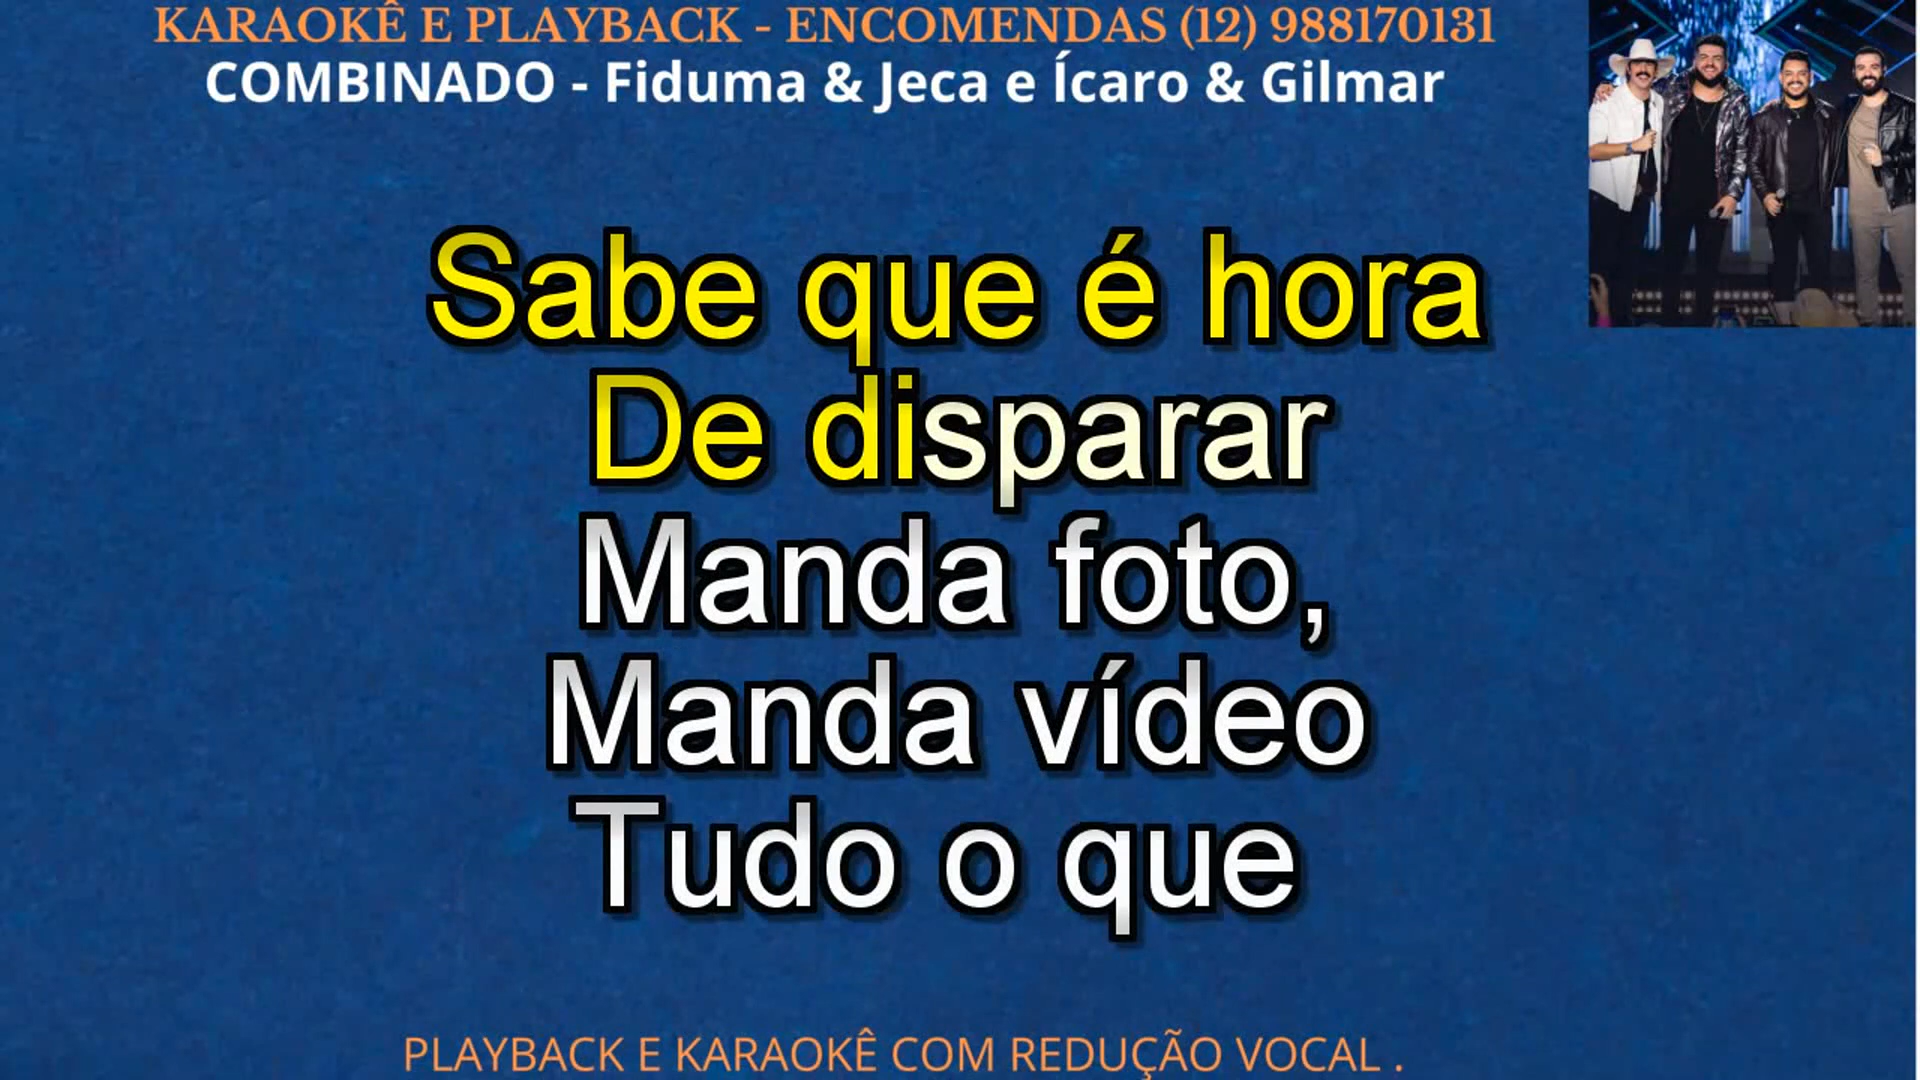 KARAOKÊ E PLAYBACK - ENCOMENDAS (12) 988170131
COMBINADO - Fiduma & Jeca e Ícaro & Gilmar
Sabe que é hora
De disparar
Manda foto,
Manda vídeo
Tudo o que
PLAYBACK E KARAOKÊ COM REDUÇÃO VOCAL .